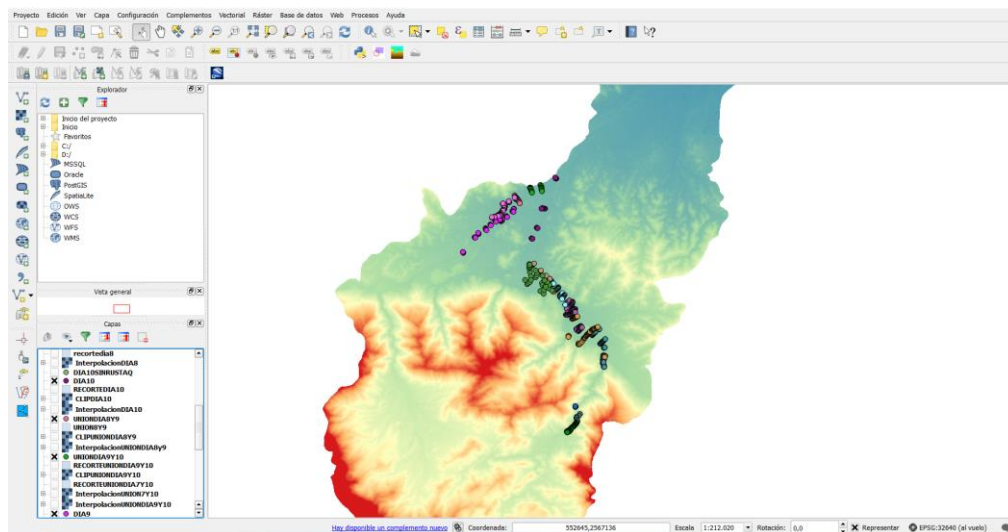 Proyecto Edición Ver Capa Configuración Complementos Vectorial Ráster Base de datos Web Procesos Ayuda
Explorador
Inicio del proyecto
Inicio
Favoritos
C:/
D:/
MSSQL
Oracle
PostGIS
SpatiaLite
OWS
WCS
WFS
WMS
Vista general
Capas
recortedia8
InterpolacionDIA8
DIA10SINRUSTAQ
DIA10
RECORTEDIA10
CLIPDIA10
InterpolacionDIA10
UNIONDIA8Y9
UNION8Y9
CLIPUNIONDIA8Y9
InterpolacionUNIONDIA8y9
UNIONDIA9Y10
RECORTEUNIONDIA9Y10
CLIPUNIONDIA9Y10
RECORTEUNIONDIA7Y10
InterpolacionUNION7Y10
InterpolacionUNIONDIA9Y10
DIA9
Hay disponible un complemento nuevo Coordenada: 552645,2567136 Escala 1:212.020 Rotación: 0,0 Representar EPSG:32640 (al vuelo)